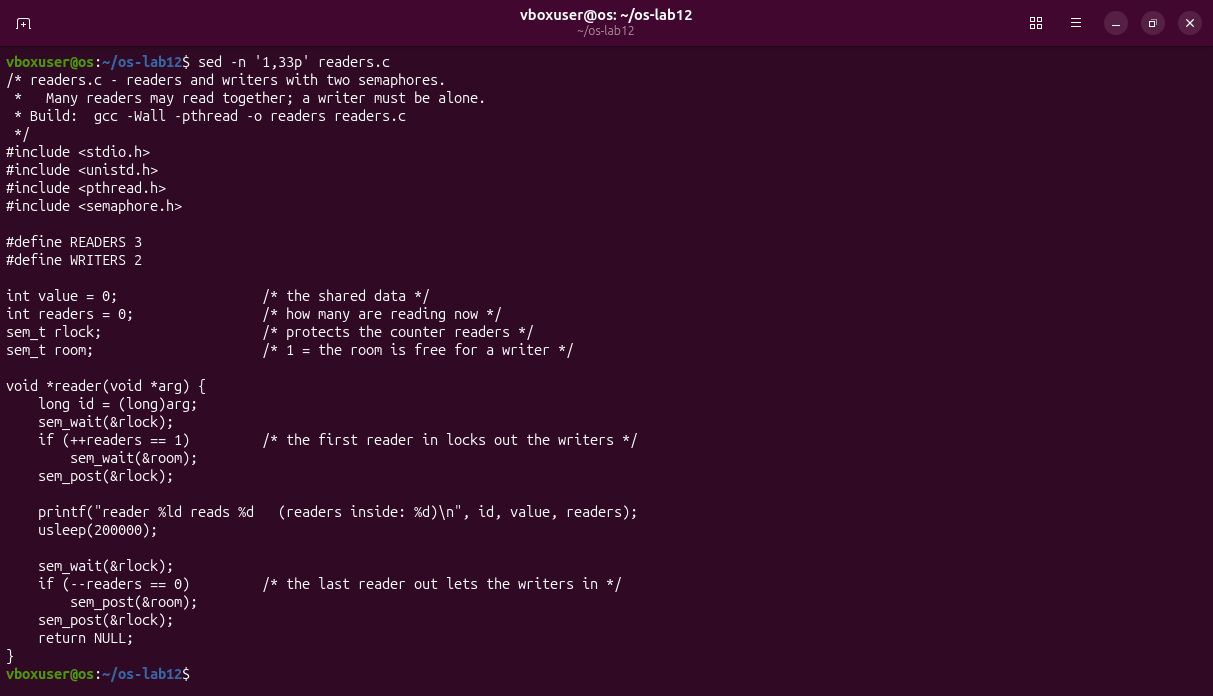 vboxuser@os: ~/os-lab12
~/os-lab12
vboxuser@os:~/os-lab12$ sed -n '1,33p' readers.c
/* readers.c - readers and writers with two semaphores.
 *   Many readers may read together; a writer must be alone.
 * Build:  gcc -Wall -pthread -o readers readers.c
 */
#include <stdio.h>
#include <unistd.h>
#include <pthread.h>
#include <semaphore.h>

#define READERS 3
#define WRITERS 2

int value = 0;                  /* the shared data */
int readers = 0;                /* how many are reading now */
sem_t rlock;                    /* protects the counter readers */
sem_t room;                     /* 1 = the room is free for a writer */

void *reader(void *arg) {
    long id = (long)arg;
    sem_wait(&rlock);
    if (++readers == 1)         /* the first reader in locks out the writers */
        sem_wait(&room);
    sem_post(&rlock);

    printf("reader %ld reads %d   (readers inside: %d)\n", id, value, readers);
    usleep(200000);

    sem_wait(&rlock);
    if (--readers == 0)         /* the last reader out lets the writers in */
        sem_post(&room);
    sem_post(&rlock);
    return NULL;
}
vboxuser@os:~/os-lab12$